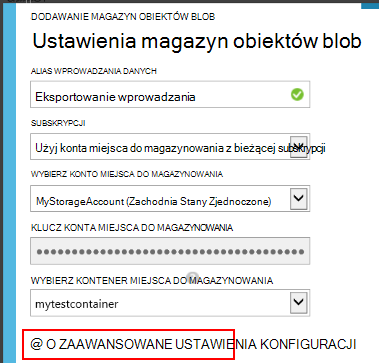 DODAWANIE MAGAZYN OBIEKTÓW BLOB
Ustawienia magazyn obiektów blob
ALIAS WPROWADZANIA DANYCH
Eksportowanie wprowadzania
SUBSKRYPCJI
Użyj konta miejsca do magazynowania z bieżącej subskrypcji
WYBIERZ KONTO MIEJSCA DO MAGAZYNOWANIA
MyStorageAccount (Zachodnia Stany Zjednoczone)
KLUCZ KONTA MIEJSCA DO MAGAZYNOWANIA
WYBIERZ KONTENER MIEJSCA DO MAGAZYNOWANIA
mytestcontainer
@ O ZAAWANSOWANE USTAWIENIA KONFIGURACJI